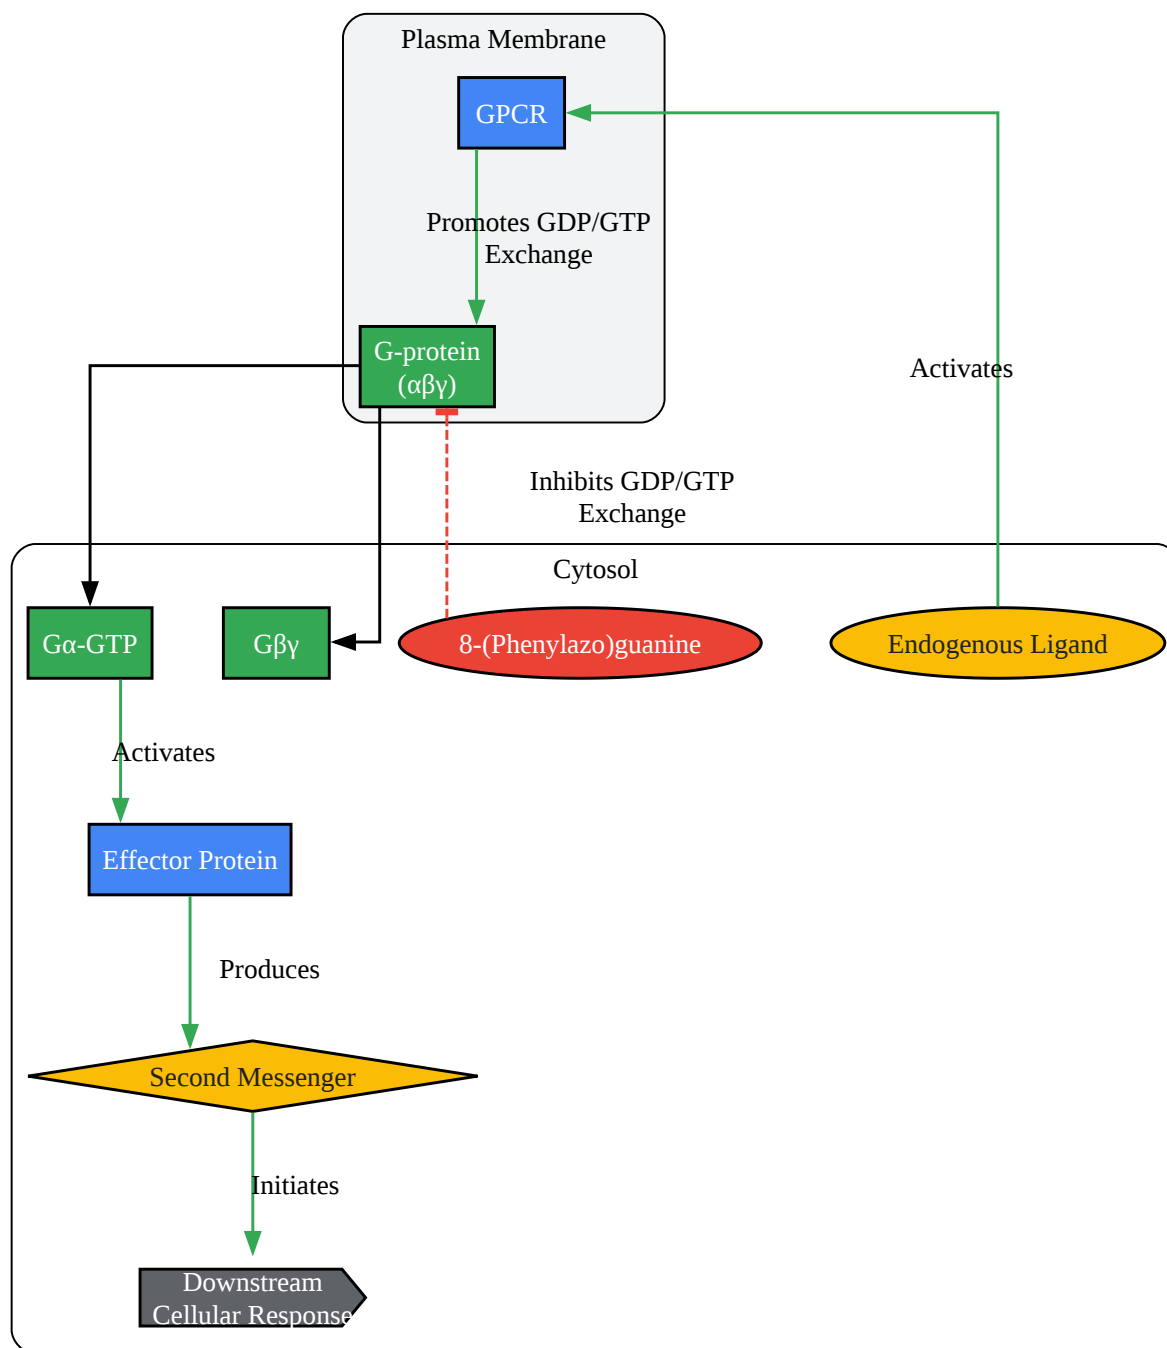 Plasma Membrane
GPCR
Promotes GDP/GTP
Exchange
G-protein
(αβγ)
Activates
Inhibits GDP/GTP
Exchange
Cytosol
Gα-GTP
Gβγ
8-(Phenylazo)guanine
Endogenous Ligand
Activates
Effector Protein
Produces
Second Messenger
Initiates
Downstream
Cellular Response